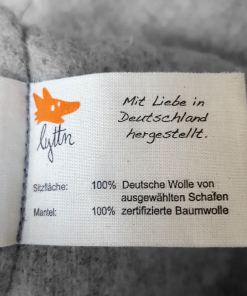 Mit Liebe in
Deutschland
hergestellt.
lyttn
Sitzfläche: 100% Deutsche Wolle von
ausgewählten Schafen
Mantel: 100% zertifizierte Baumwolle